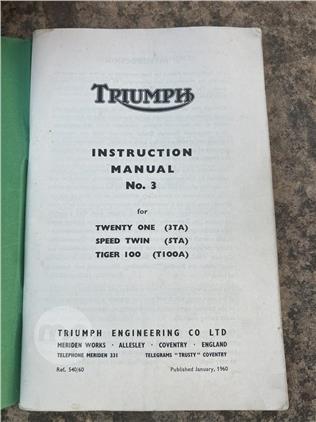 TRIUMPH
INSTRUCTION
MANUAL
No. 3
for
TWENTY ONE (3TA)
SPEED TWIN (5TA)
TIGER 100 (T100A)
TRIUMPH ENGINEERING CO LTD
MERIDEN WORKS · ALLESLEY · COVENTRY · ENGLAND
TELEPHONE MERIDEN 331 TELEGRAMS "TRUSTY" COVENTRY
Ref. 540/60 Published January, 1960